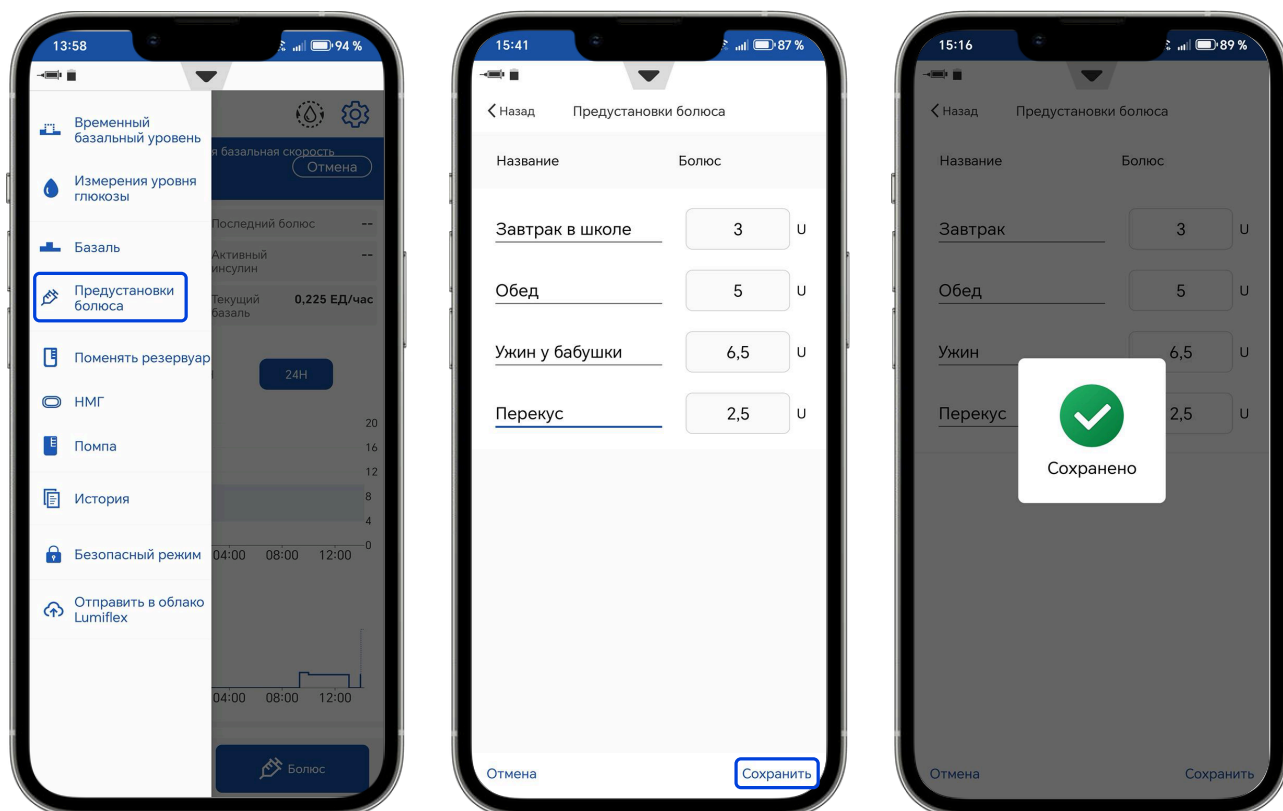 13:58
94 %
Временный
базальный уровень
Измерения уровня
глюкозы
Базаль
Предустановки
болюса
Поменять резервуар
НМГ
Помпа
История
Безопасный режим
Отправить в облако
Lumiflex
я базальная скорость
Отмена
Последний болюс --
Активный
инсулин --
Текущий
базаль 0,225 ЕД/час
24H
20
16
12
8
4
0
04:00 08:00 12:00
04:00 08:00 12:00
Болюс
15:41
87 %
Назад Предустановки болюса
Название Болюс
Завтрак в школе 3 U
Обед 5 U
Ужин у бабушки 6,5 U
Перекус 2,5 U
Отмена Сохранить
15:16
89 %
Назад Предустановки болюса
Название Болюс
Завтрак 3 U
Обед 5 U
Ужин 6,5 U
Перекус 2,5 U
Сохранено
Отмена Сохранить